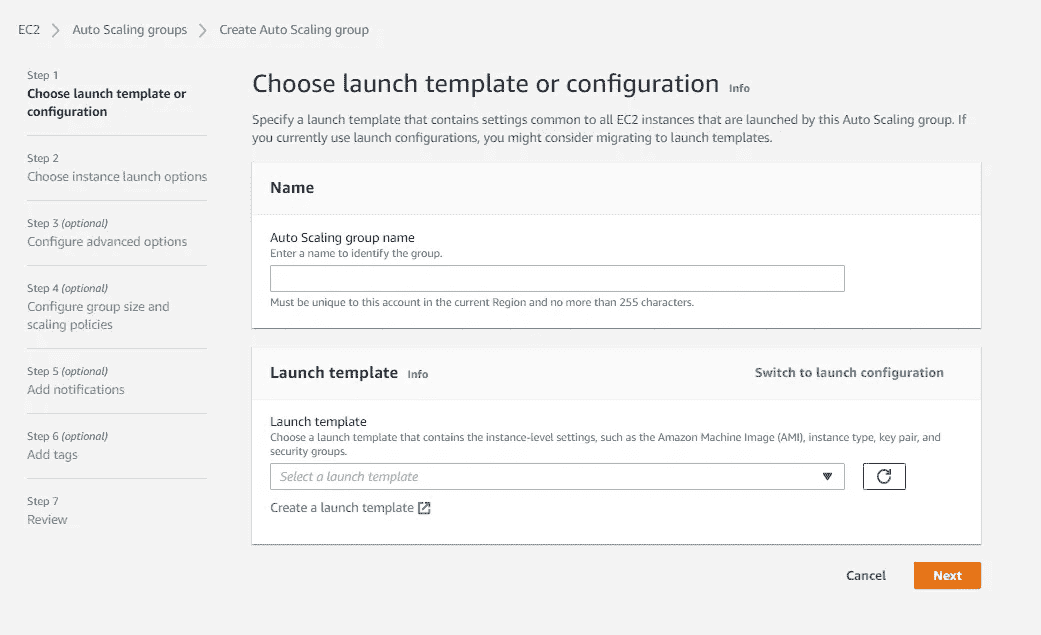 EC2 Auto Scaling groups Create Auto Scaling group
Step 1
Choose launch template or
configuration
Step 2
Choose instance launch options
Step 3 (optional)
Configure advanced options
Step 4 (optional)
Configure group size and
scaling policies
Step 5 (optional)
Add notifications
Step 6 (optional)
Add tags
Step 7
Review
Choose launch template or configuration Info
Specify a launch template that contains settings common to all EC2 instances that are launched by this Auto Scaling group. If
you currently use launch configurations, you might consider migrating to launch templates.
Name
Auto Scaling group name
Enter a name to identify the group.
Must be unique to this account in the current Region and no more than 255 characters.
Launch template Info Switch to launch configuration
Launch template
Choose a launch template that contains the instance-level settings, such as the Amazon Machine Image (AMI), instance type, key pair, and
security groups.
Select a launch template
Create a launch template
Cancel Next